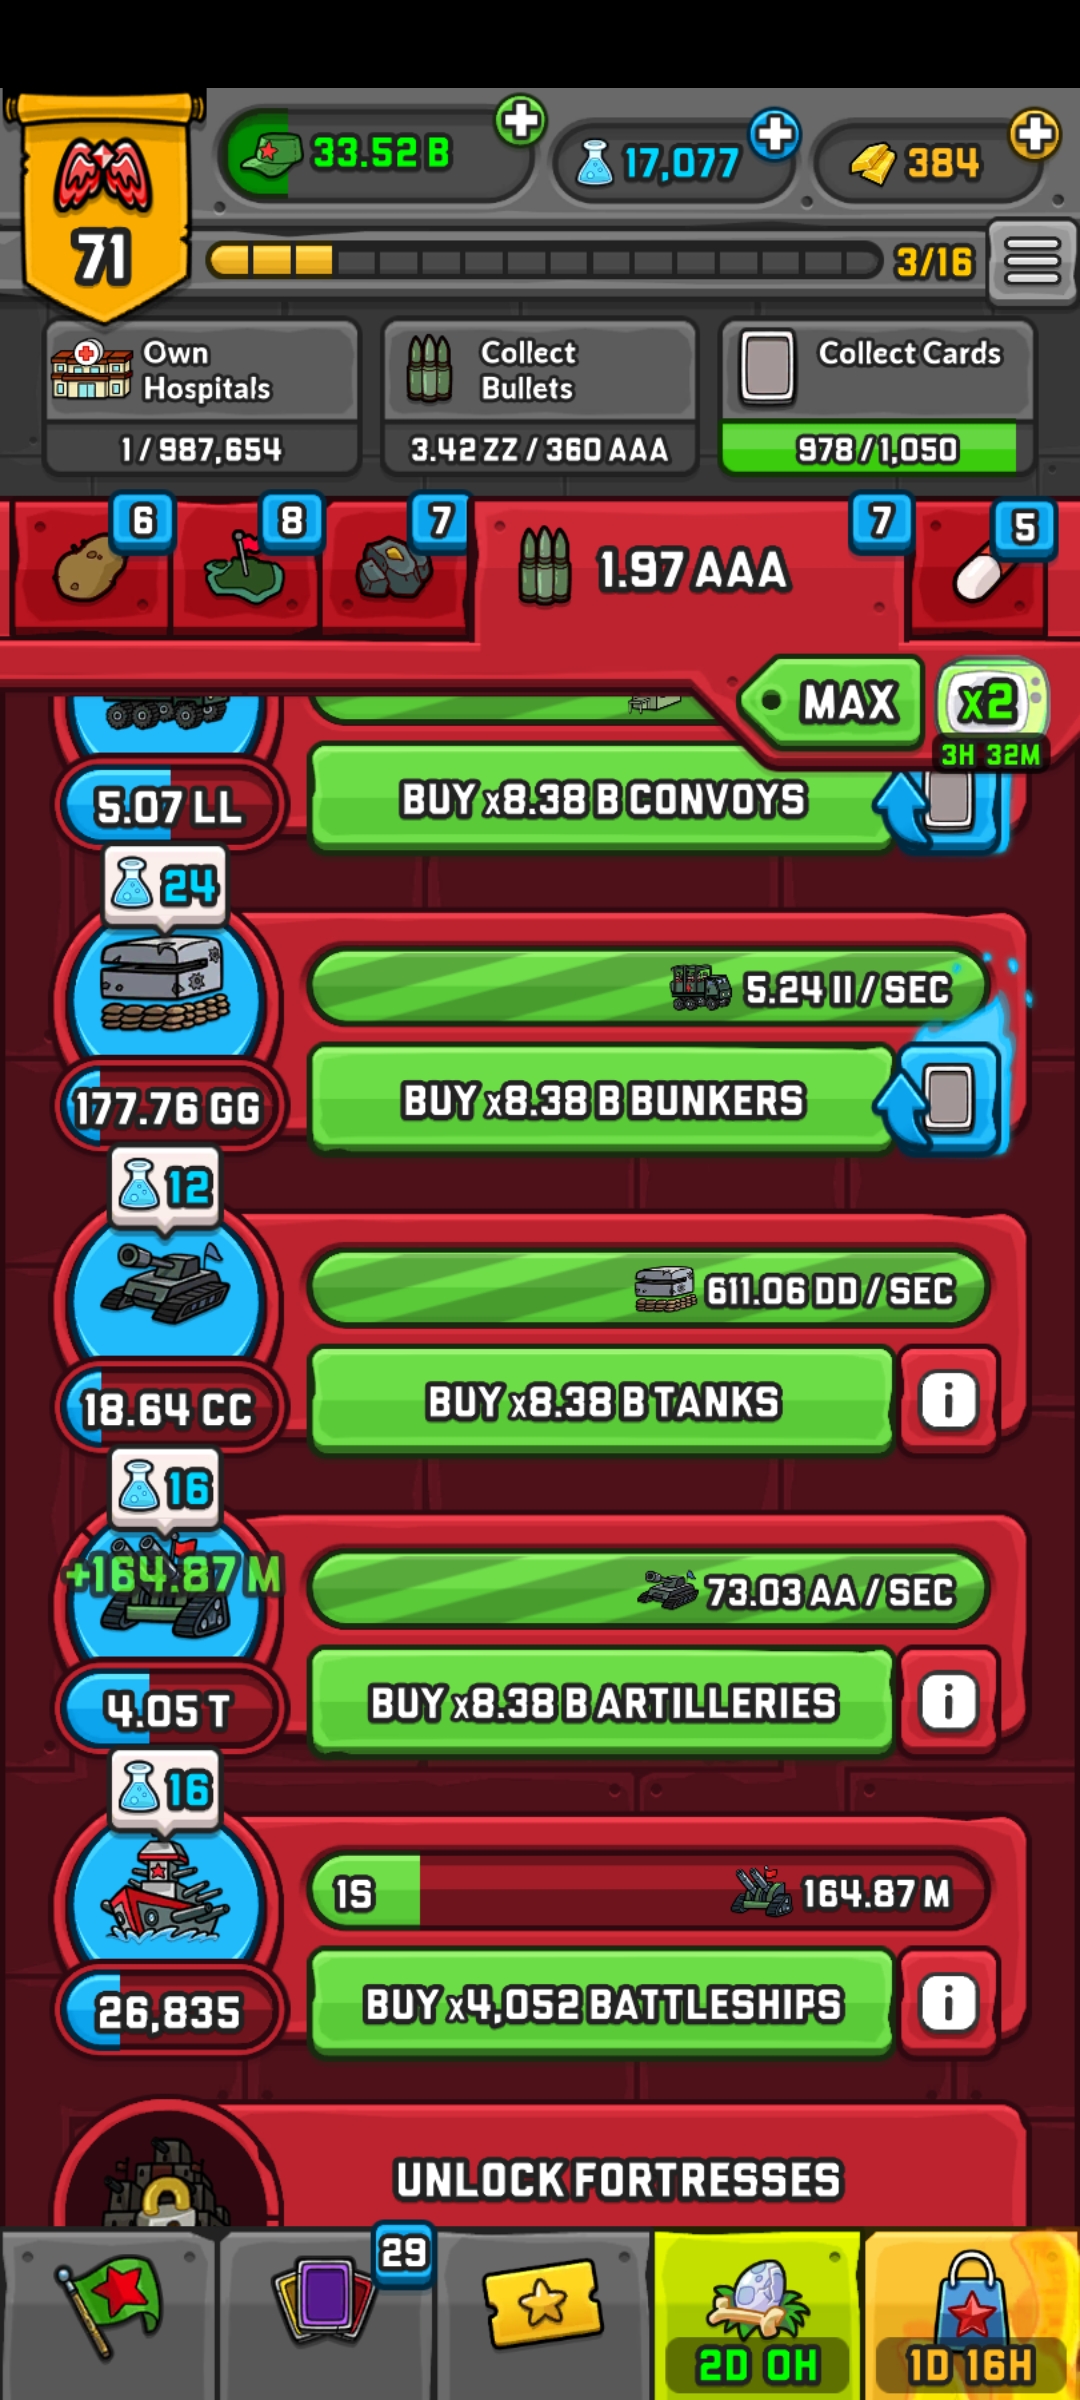 33.52 B
17,077
384
71
3/16
Own
Hospitals
1 / 987,654
Collect
Bullets
3.42 ZZ / 360 AAA
Collect Cards
978 / 1,050
6
8
7
1.97 AAA
7
5
MAX
x2
3H 32M
5.07 LL
BUY x8.38 B CONVOYS
24
5.24 II / SEC
177.76 GG
BUY x8.38 B BUNKERS
12
611.06 DD / SEC
18.64 CC
BUY x8.38 B TANKS
i
16
+164.87 M
73.03 AA / SEC
4.05 T
BUY x8.38 B ARTILLERIES
i
16
1S
164.87 M
26,835
BUY x4,052 BATTLESHIPS
i
UNLOCK FORTRESSES
29
2D 0H
1D 16H